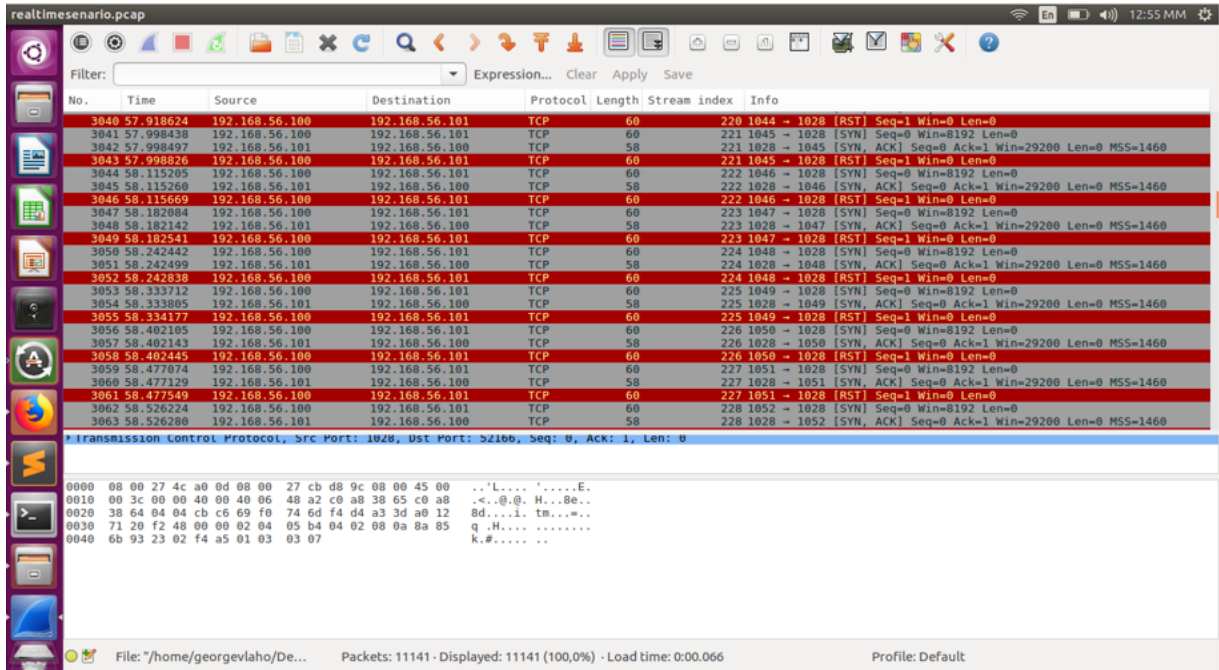 realtimesenario.pcap
En
12:55 MM
Filter:
Expression... Clear Apply Save
No. Time Source Destination Protocol Length Stream index Info
3040 57.918624 192.168.56.100 192.168.56.101 TCP 60 220 1044 → 1028 [RST] Seq=1 Win=0 Len=0
3041 57.998438 192.168.56.100 192.168.56.101 TCP 60 221 1045 → 1028 [SYN] Seq=0 Win=8192 Len=0
3042 57.998497 192.168.56.101 192.168.56.100 TCP 58 221 1028 → 1045 [SYN, ACK] Seq=0 Ack=1 Win=29200 Len=0 MSS=1460
3043 57.998826 192.168.56.100 192.168.56.101 TCP 60 221 1045 → 1028 [RST] Seq=1 Win=0 Len=0
3044 58.115205 192.168.56.100 192.168.56.101 TCP 60 222 1046 → 1028 [SYN] Seq=0 Win=8192 Len=0
3045 58.115260 192.168.56.101 192.168.56.100 TCP 58 222 1028 → 1046 [SYN, ACK] Seq=0 Ack=1 Win=29200 Len=0 MSS=1460
3046 58.115669 192.168.56.100 192.168.56.101 TCP 60 222 1046 → 1028 [RST] Seq=1 Win=0 Len=0
3047 58.182084 192.168.56.100 192.168.56.101 TCP 60 223 1047 → 1028 [SYN] Seq=0 Win=8192 Len=0
3048 58.182142 192.168.56.101 192.168.56.100 TCP 58 223 1028 → 1047 [SYN, ACK] Seq=0 Ack=1 Win=29200 Len=0 MSS=1460
3049 58.182541 192.168.56.100 192.168.56.101 TCP 60 223 1047 → 1028 [RST] Seq=1 Win=0 Len=0
3050 58.242442 192.168.56.100 192.168.56.101 TCP 60 224 1048 → 1028 [SYN] Seq=0 Win=8192 Len=0
3051 58.242499 192.168.56.101 192.168.56.100 TCP 58 224 1028 → 1048 [SYN, ACK] Seq=0 Ack=1 Win=29200 Len=0 MSS=1460
3052 58.242838 192.168.56.100 192.168.56.101 TCP 60 224 1048 → 1028 [RST] Seq=1 Win=0 Len=0
3053 58.333712 192.168.56.100 192.168.56.101 TCP 60 225 1049 → 1028 [SYN] Seq=0 Win=8192 Len=0
3054 58.333805 192.168.56.101 192.168.56.100 TCP 58 225 1028 → 1049 [SYN, ACK] Seq=0 Ack=1 Win=29200 Len=0 MSS=1460
3055 58.334177 192.168.56.100 192.168.56.101 TCP 60 225 1049 → 1028 [RST] Seq=1 Win=0 Len=0
3056 58.402105 192.168.56.100 192.168.56.101 TCP 60 226 1050 → 1028 [SYN] Seq=0 Win=8192 Len=0
3057 58.402143 192.168.56.101 192.168.56.100 TCP 58 226 1028 → 1050 [SYN, ACK] Seq=0 Ack=1 Win=29200 Len=0 MSS=1460
3058 58.402445 192.168.56.100 192.168.56.101 TCP 60 226 1050 → 1028 [RST] Seq=1 Win=0 Len=0
3059 58.477074 192.168.56.100 192.168.56.101 TCP 60 227 1051 → 1028 [SYN] Seq=0 Win=8192 Len=0
3060 58.477129 192.168.56.101 192.168.56.100 TCP 58 227 1028 → 1051 [SYN, ACK] Seq=0 Ack=1 Win=29200 Len=0 MSS=1460
3061 58.477549 192.168.56.100 192.168.56.101 TCP 60 227 1051 → 1028 [RST] Seq=1 Win=0 Len=0
3062 58.526224 192.168.56.100 192.168.56.101 TCP 60 228 1052 → 1028 [SYN] Seq=0 Win=8192 Len=0
3063 58.526280 192.168.56.101 192.168.56.100 TCP 58 228 1028 → 1052 [SYN, ACK] Seq=0 Ack=1 Win=29200 Len=0 MSS=1460
Transmission Control Protocol, Src Port: 1028, Dst Port: 52166, Seq: 0, Ack: 1, Len: 0
0000 08 00 27 4c a0 0d 08 00 27 cb d8 9c 08 00 45 00 ..'L.... '.....E.
0010 00 3c 00 00 40 00 40 06 48 a2 c0 a8 38 65 c0 a8 .<..@.@. H...8e..
0020 38 64 04 04 cb c6 69 f0 74 6d f4 d4 a3 3d a0 12 8d....i. tm...=..
0030 71 20 f2 48 00 00 02 04 05 b4 04 02 08 0a 8a 85 q .H.... ........
0040 6b 93 23 02 f4 a5 01 03 03 07 k.#..... ..
File: "/home/georgevlaho/De... Packets: 11141 · Displayed: 11141 (100,0%) · Load time: 0:00.066 Profile: Default